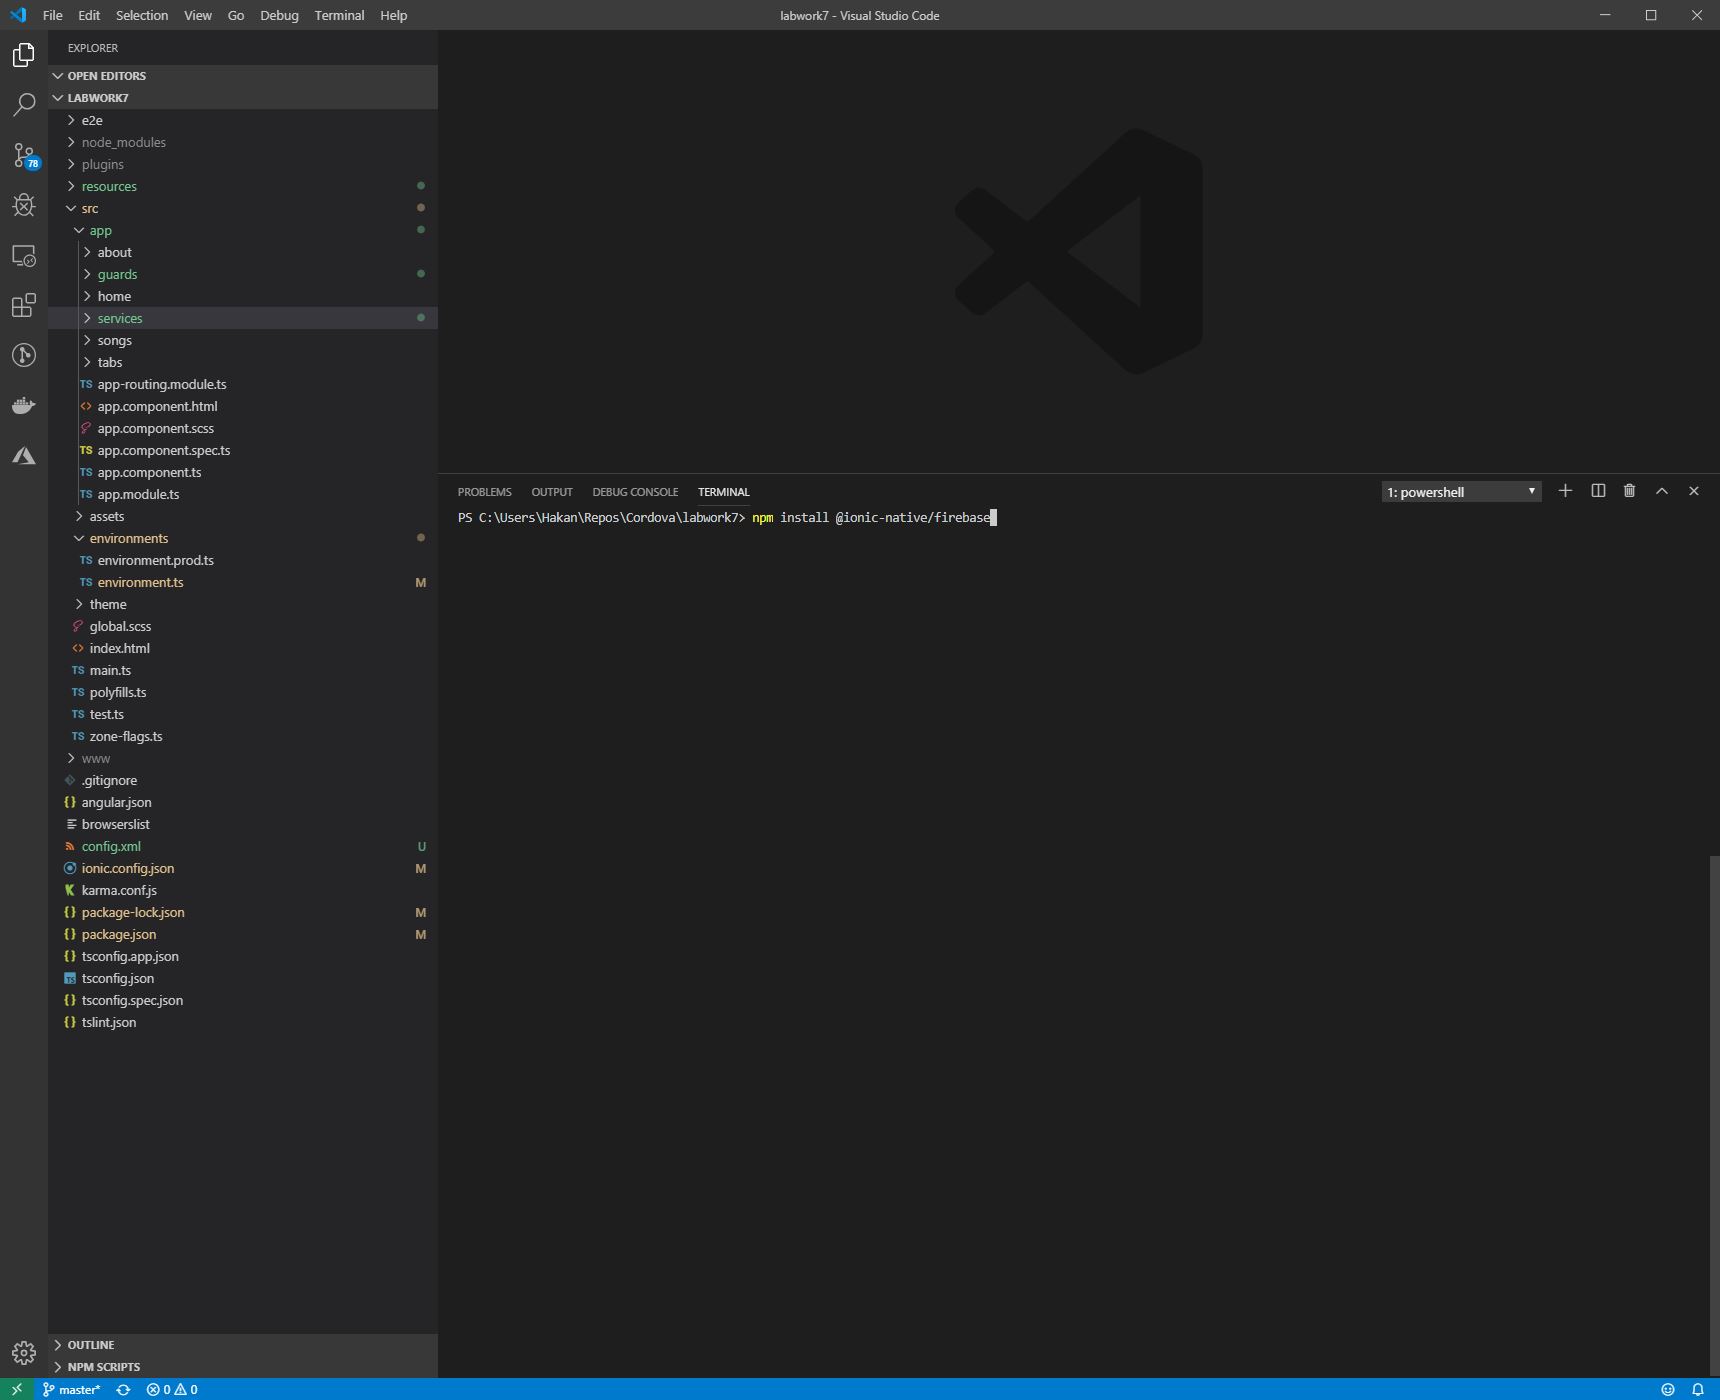 File Edit Selection View Go Debug Terminal Help
labwork7 - Visual Studio Code
EXPLORER
OPEN EDITORS
LABWORK7
e2e
node_modules
plugins
resources
src
app
about
guards
home
services
songs
tabs
TS app-routing.module.ts
<> app.component.html
app.component.scss
TS app.component.spec.ts
TS app.component.ts
TS app.module.ts
assets
environments
TS environment.prod.ts
TS environment.ts M
theme
global.scss
<> index.html
TS main.ts
TS polyfills.ts
TS test.ts
TS zone-flags.ts
www
.gitignore
{} angular.json
browserslist
config.xml U
ionic.config.json M
K karma.conf.js
{} package-lock.json M
{} package.json M
{} tsconfig.app.json
TS tsconfig.json
{} tsconfig.spec.json
{} tslint.json
OUTLINE
NPM SCRIPTS
78
PROBLEMS OUTPUT DEBUG CONSOLE TERMINAL
1: powershell
PS C:\Users\Hakan\Repos\Cordova\labwork7> npm install @ionic-native/firebase
master* 0 0